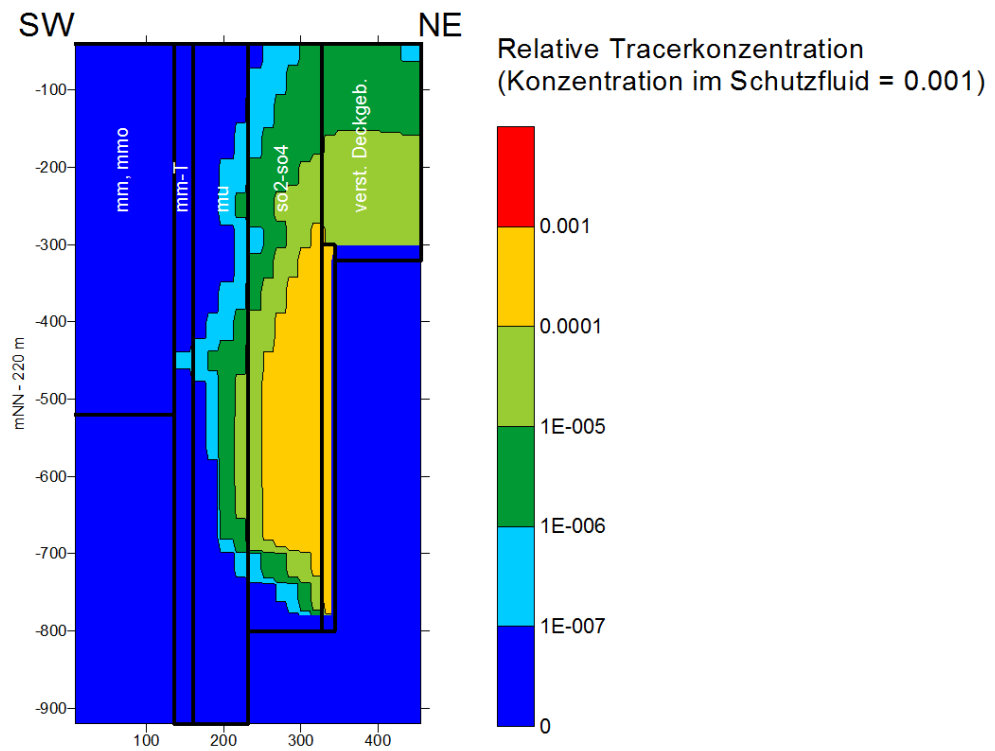 SW
NE
Relative Tracerkonzentration
(Konzentration im Schutzfluid = 0.001)
mNN - 220 m
-100
-200
-300
-400
-500
-600
-700
-800
-900
100
200
300
400
mm, mmo
mm-T
mu
so2-so4
verst. Deckgeb.
0.001
0.0001
1E-005
1E-006
1E-007
0